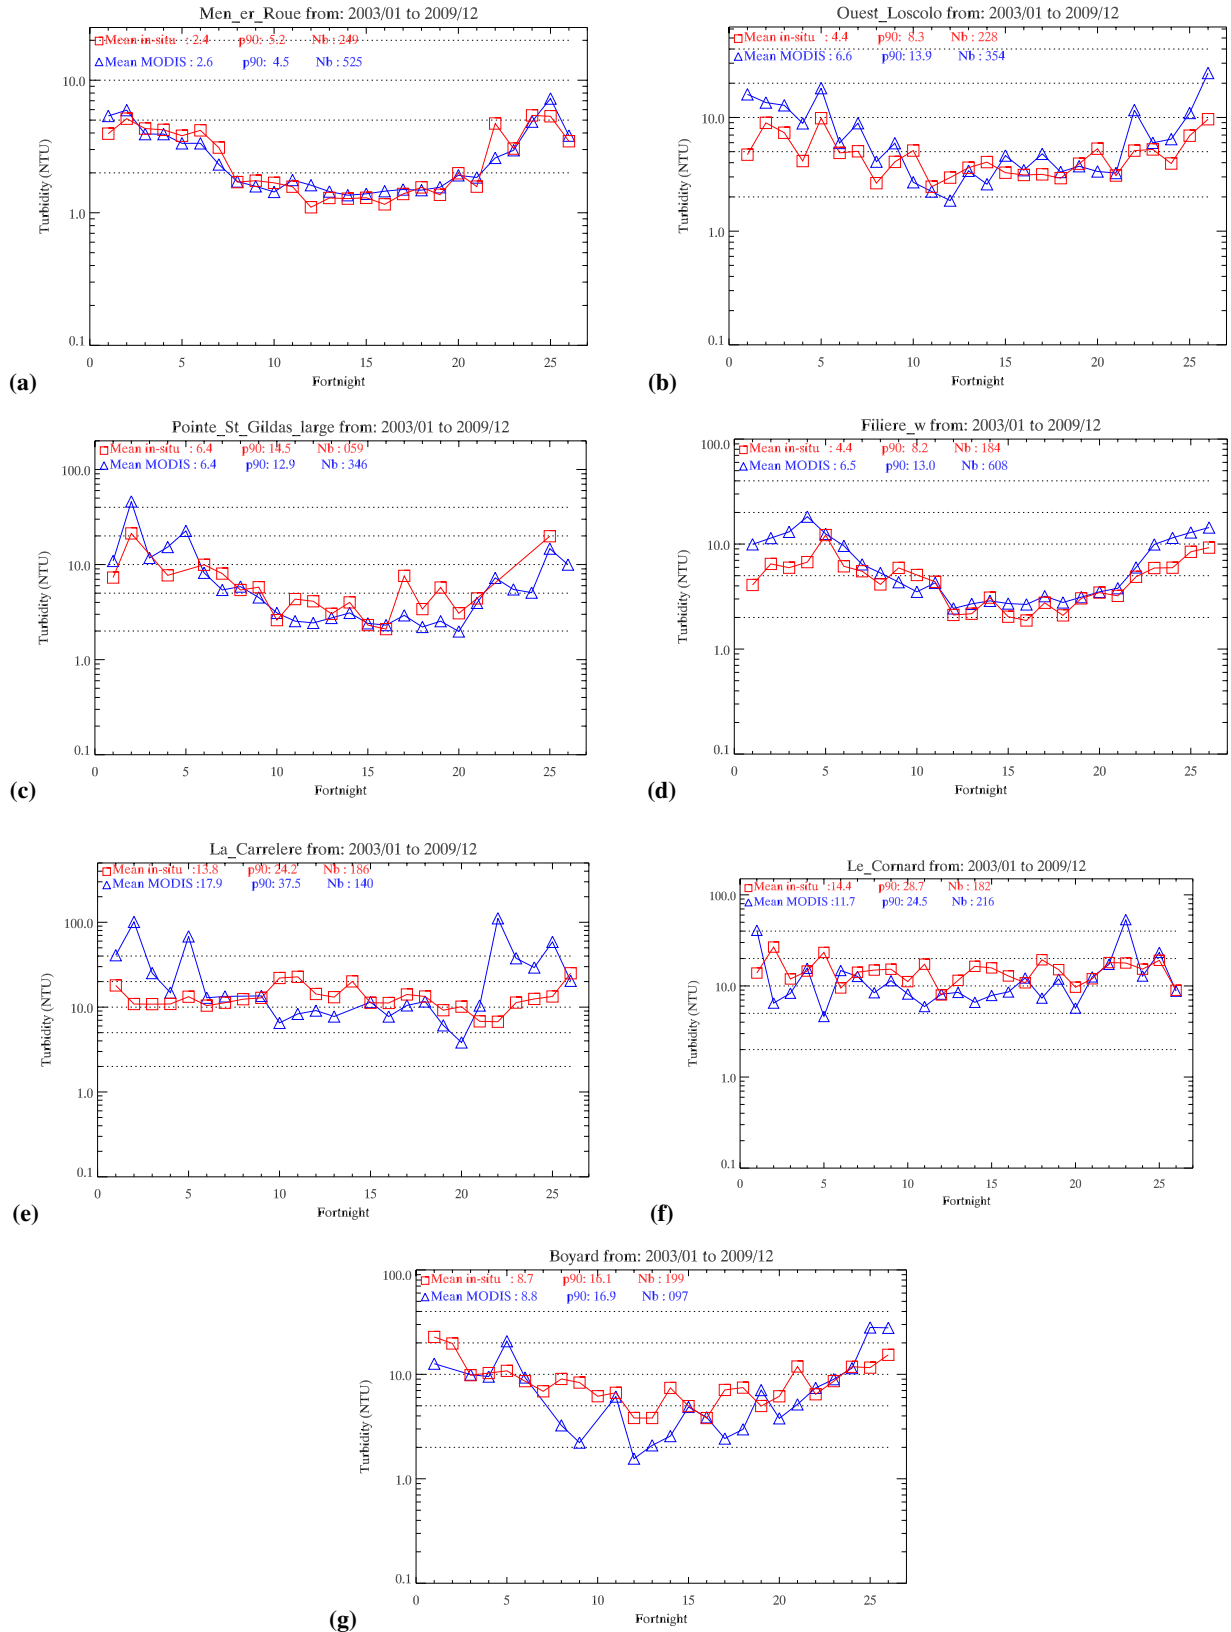 Men_er_Roue from: 2003/01 to 2009/12
Mean in-situ : 2.4 p90: 5.2 Nb : 249
Mean MODIS : 2.6 p90: 4.5 Nb : 525
10.0
1.0
0.1
Turbidity (NTU)
0 5 10 15 20 25
Fortnight
(a)
Ouest_Loscolo from: 2003/01 to 2009/12
Mean in-situ : 4.4 p90: 8.3 Nb : 228
Mean MODIS : 6.6 p90: 13.9 Nb : 354
10.0
1.0
0.1
Turbidity (NTU)
0 5 10 15 20 25
Fortnight
(b)
Pointe_St_Gildas_large from: 2003/01 to 2009/12
Mean in-situ : 6.4 p90: 14.5 Nb : 059
Mean MODIS : 6.4 p90: 12.9 Nb : 346
100.0
10.0
1.0
0.1
Turbidity (NTU)
0 5 10 15 20 25
Fortnight
(c)
Filiere_w from: 2003/01 to 2009/12
Mean in-situ : 4.4 p90: 8.2 Nb : 184
Mean MODIS : 6.5 p90: 13.0 Nb : 608
100.0
10.0
1.0
0.1
Turbidity (NTU)
0 5 10 15 20 25
Fortnight
(d)
La_Carrelere from: 2003/01 to 2009/12
Mean in-situ :13.8 p90: 24.2 Nb : 186
Mean MODIS :17.9 p90: 37.5 Nb : 140
100.0
10.0
1.0
0.1
Turbidity (NTU)
0 5 10 15 20 25
Fortnight
(e)
Le_Cornard from: 2003/01 to 2009/12
Mean in-situ :14.4 p90: 28.7 Nb : 182
Mean MODIS :11.7 p90: 24.5 Nb : 216
100.0
10.0
1.0
0.1
Turbidity (NTU)
0 5 10 15 20 25
Fortnight
(f)
Boyard from: 2003/01 to 2009/12
Mean in-situ : 8.7 p90: 16.1 Nb : 199
Mean MODIS : 8.8 p90: 16.9 Nb : 097
100.0
10.0
1.0
0.1
Turbidity (NTU)
0 5 10 15 20 25
Fortnight
(g)